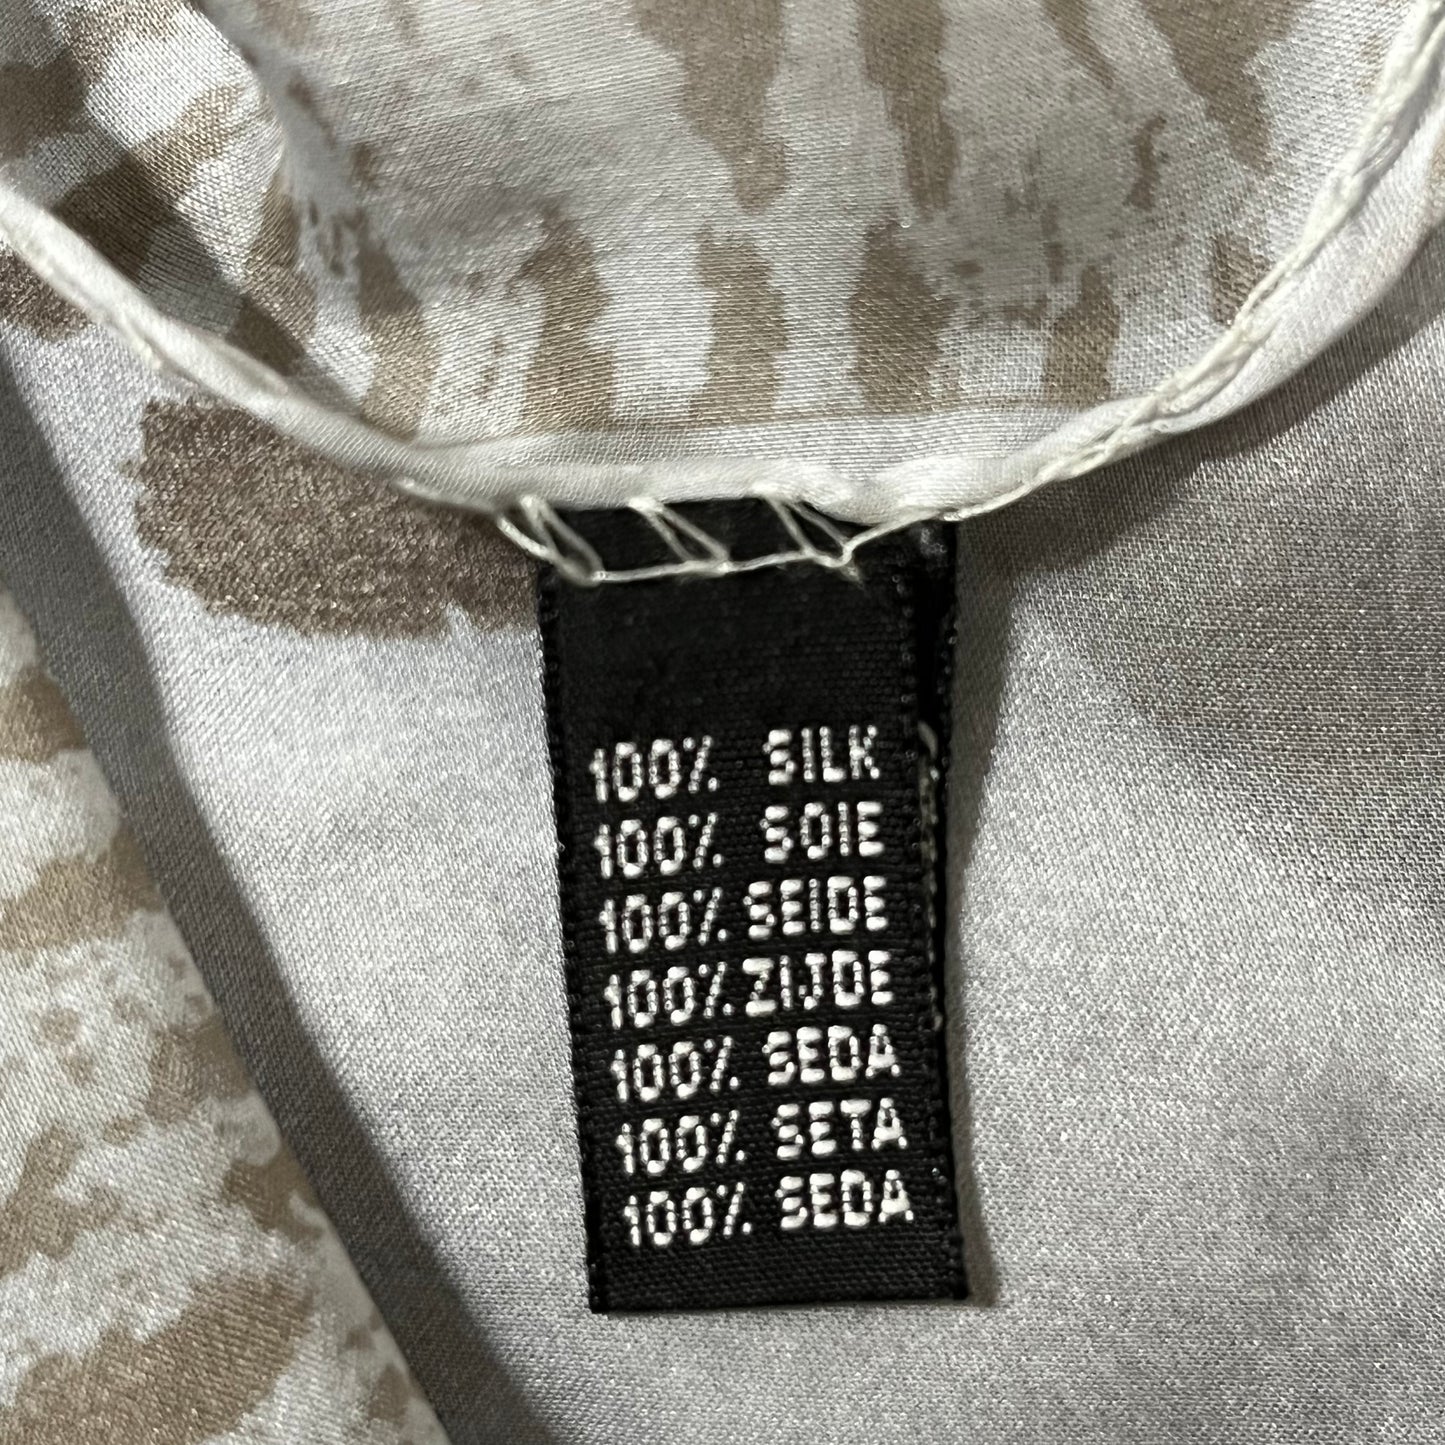 100% SILK
100% SOIE
100% SEIDE
100% ZIJDE
100% SEDA
100% SETA
100% SEDA